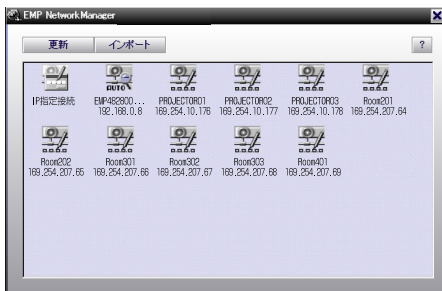 EMP NetworkManager
更新 インポート ?
IP指定接続 EMP482800... PROJECTOR01 PROJECTOR02 PROJECTOR03 Room201
192.168.0.8 169.254.10.176 169.254.10.177 169.254.10.178 169.254.207.64
Room202 Room301 Room302 Room303 Room401
169.254.207.65 169.254.207.66 169.254.207.67 169.254.207.68 169.254.207.69